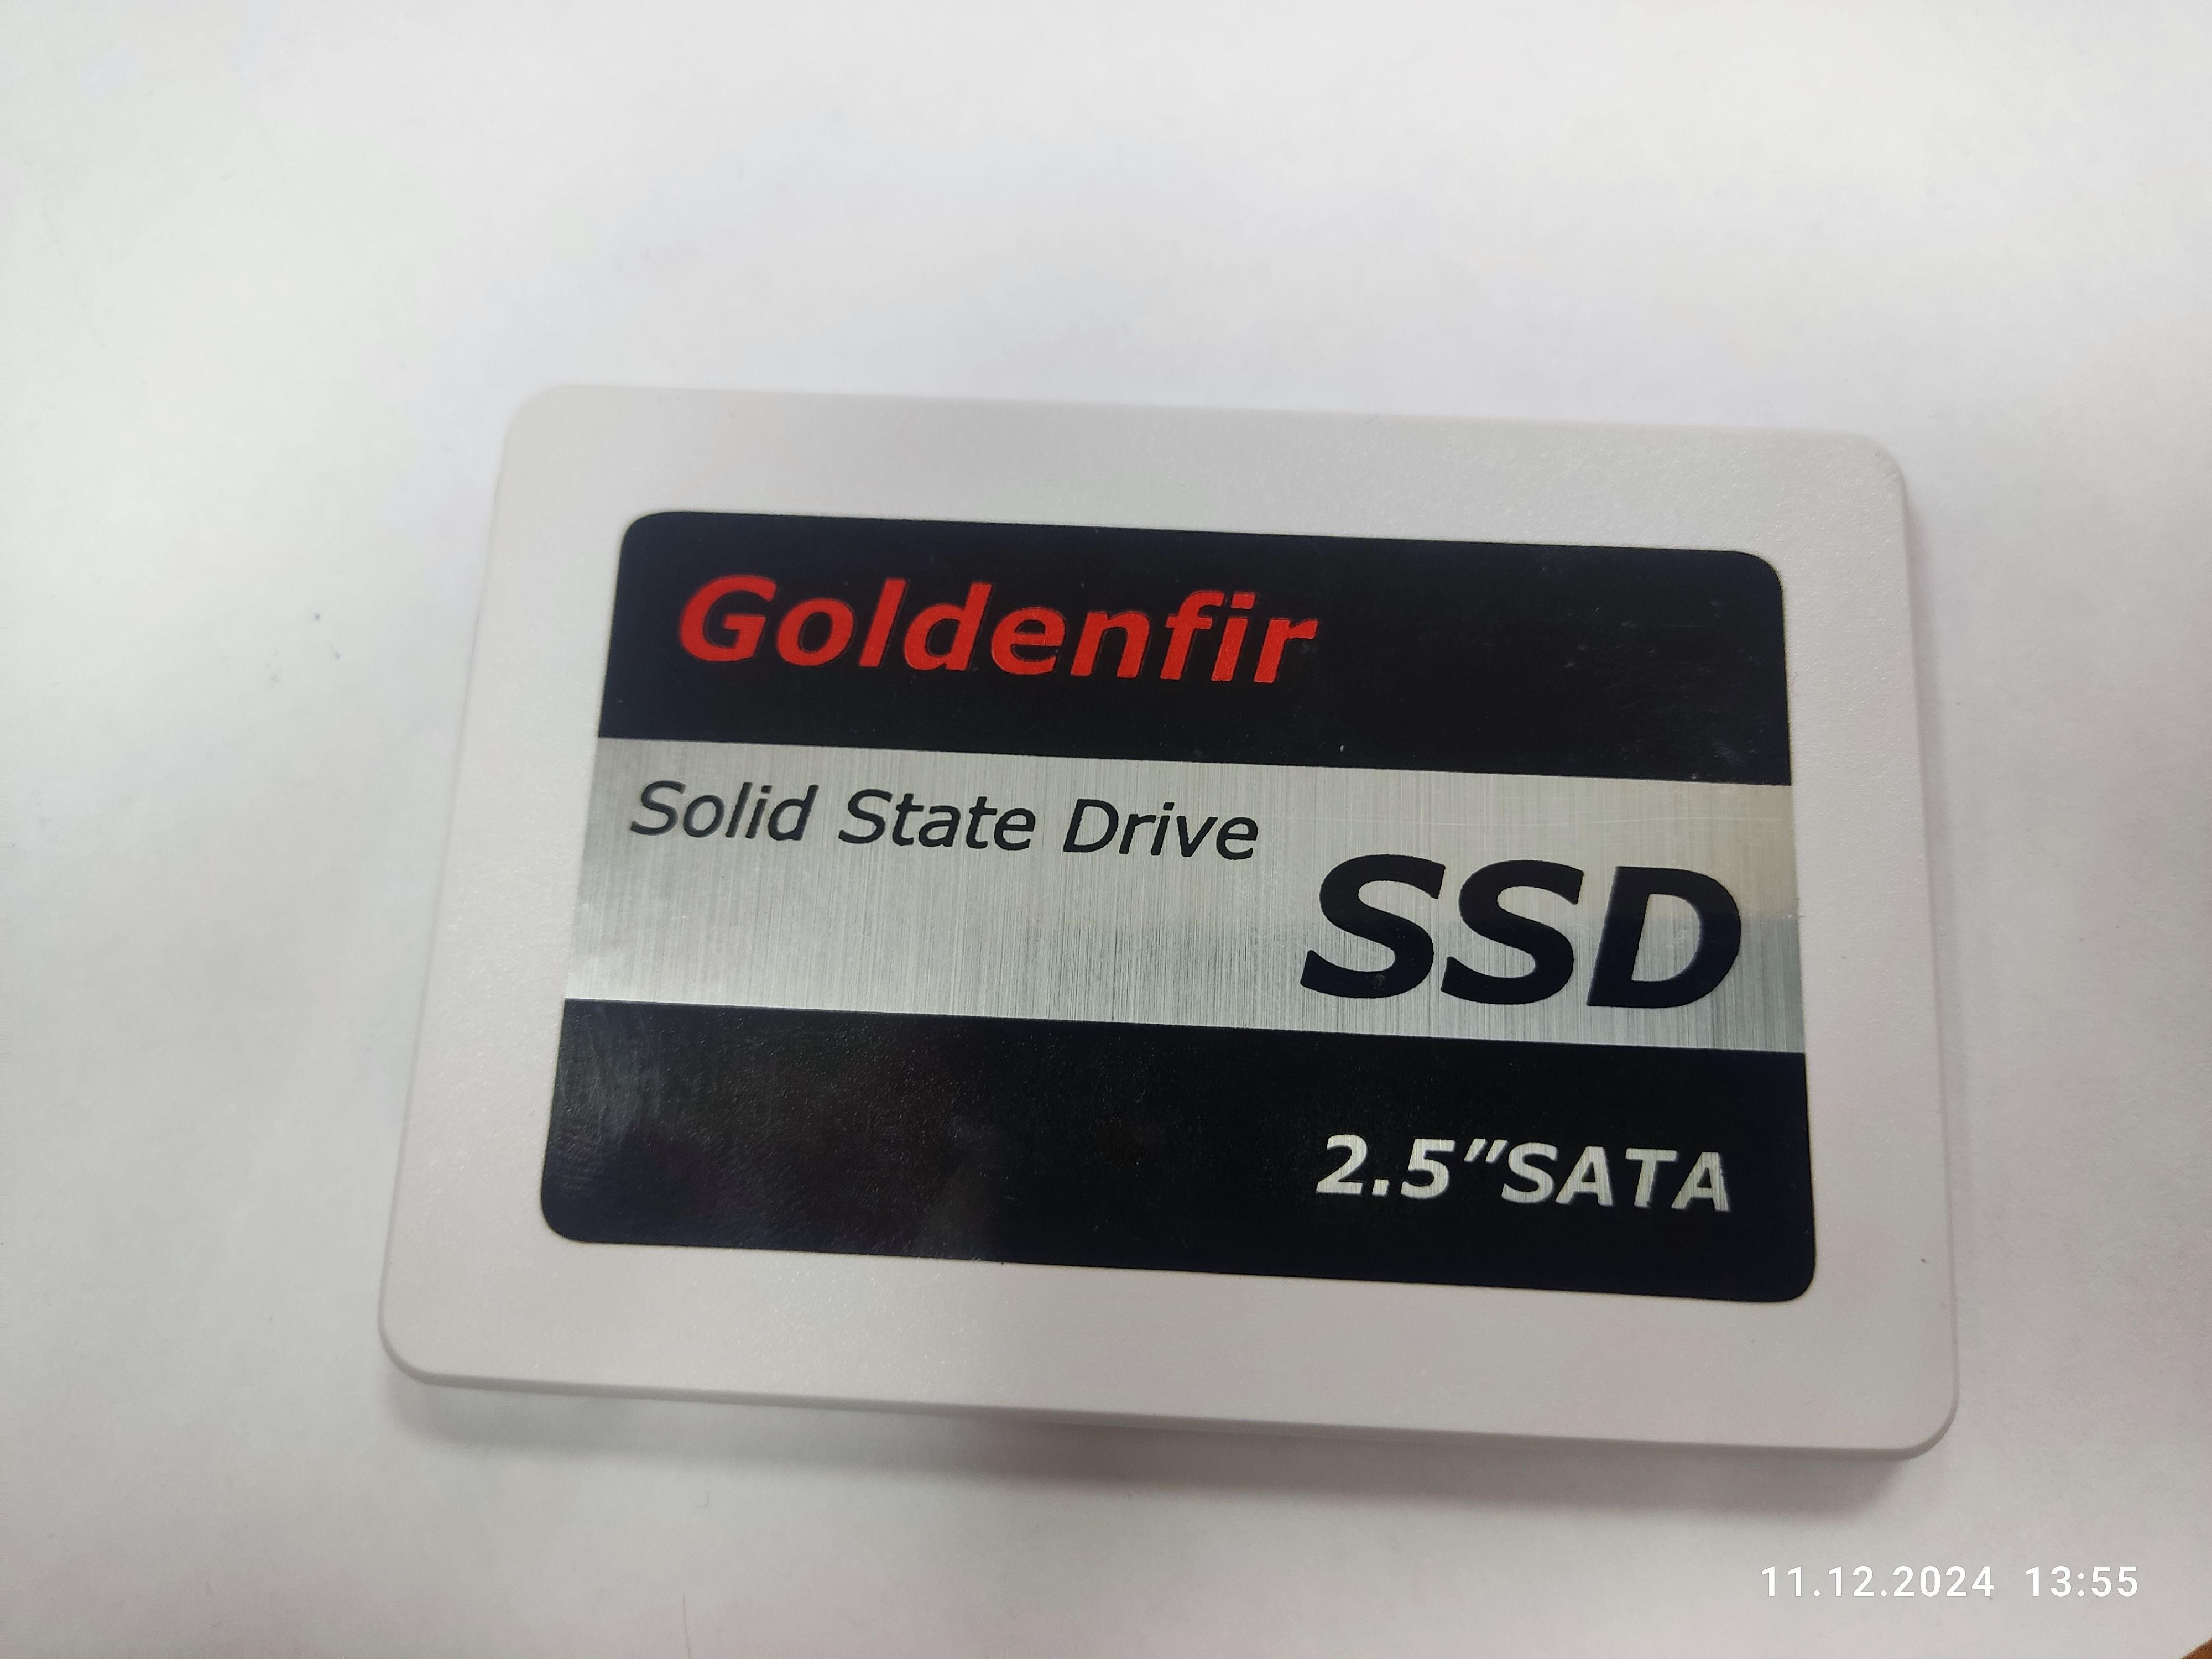 Goldenfir
Solid State Drive
SSD
2.5"SATA
11.12.2024 13:55